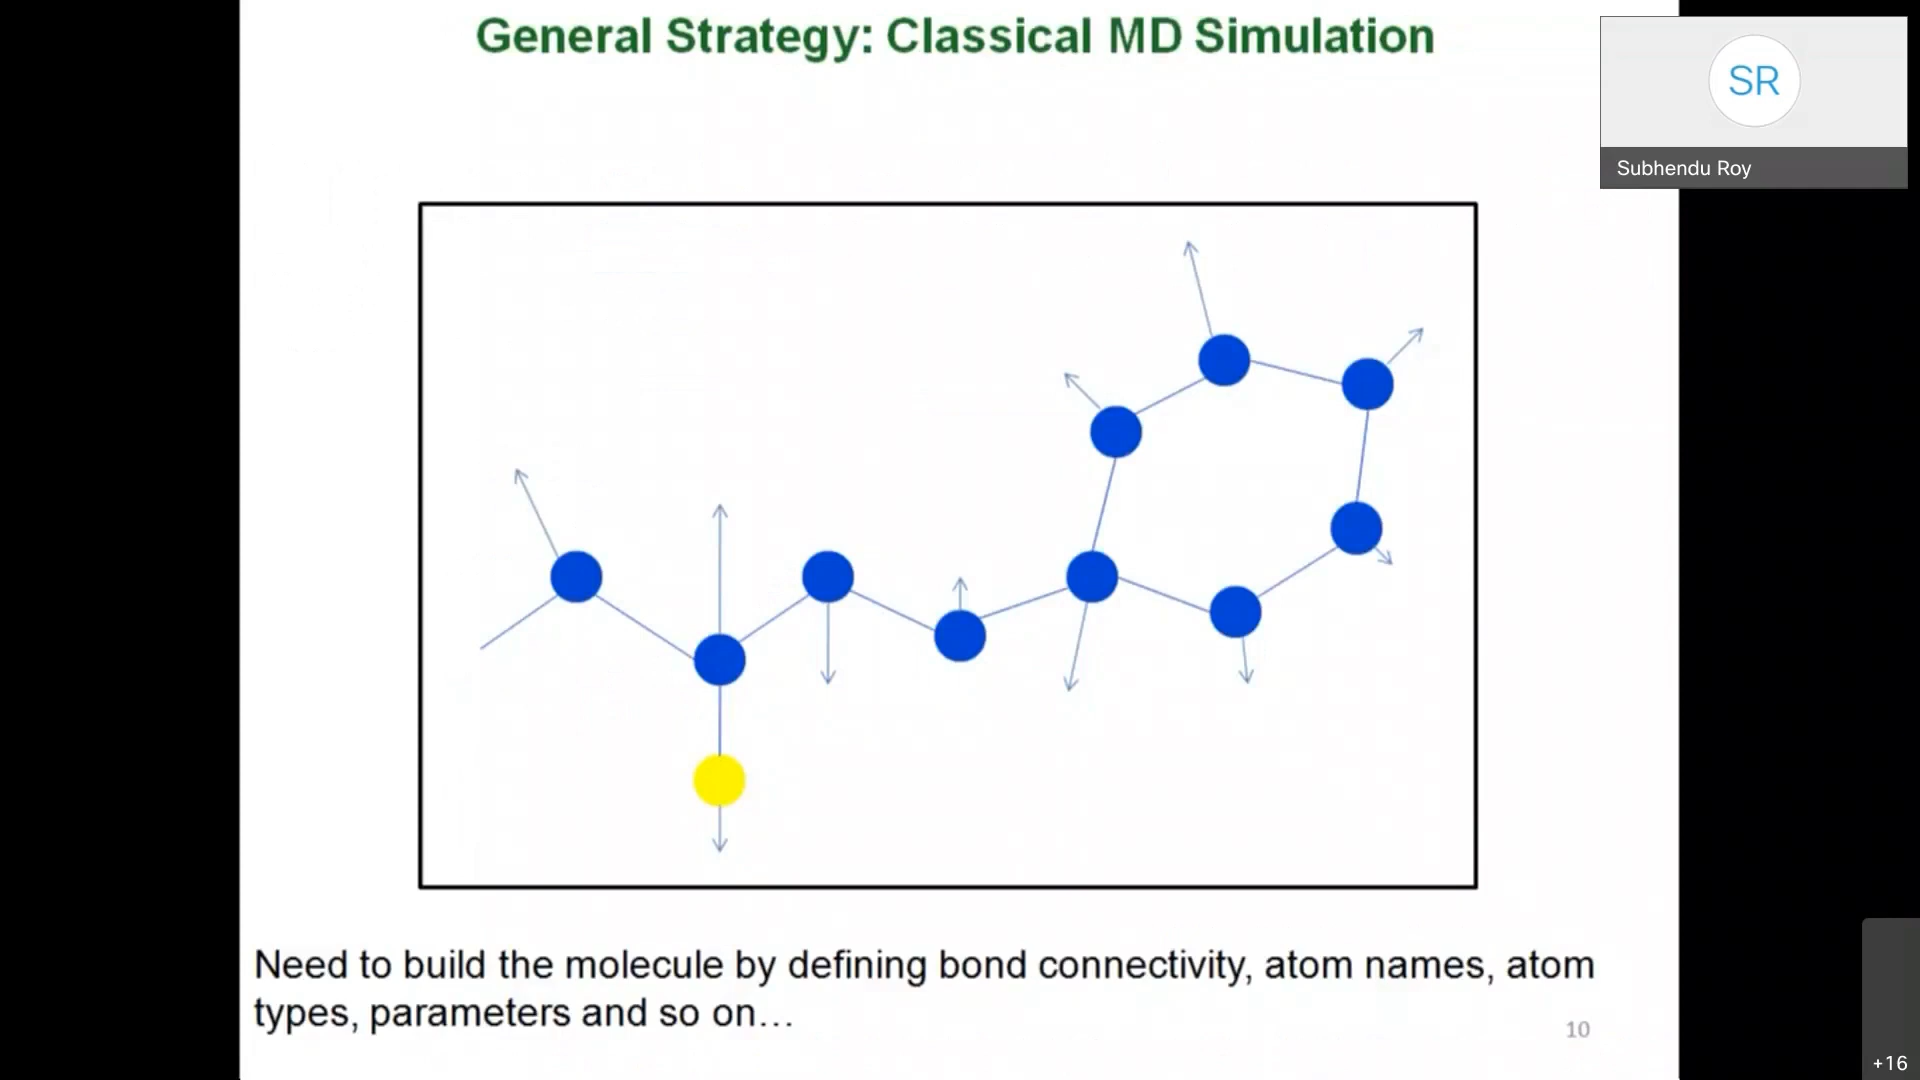 General Strategy: Classical MD Simulation
SR
Subhendu Roy
Need to build the molecule by defining bond connectivity, atom names, atom
types, parameters and so on…
10
+16